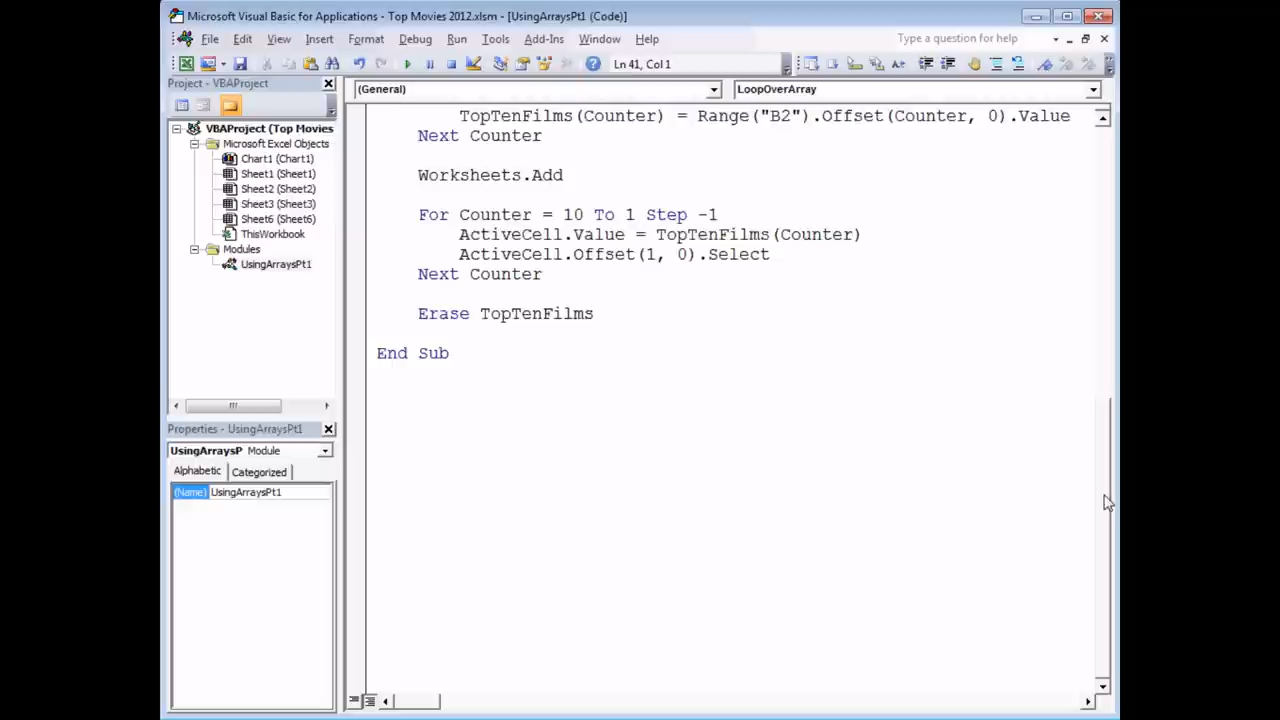 Microsoft Visual Basic for Applications - Top Movies 2012.xlsm - [UsingArraysPt1 (Code)]
File Edit View Insert Format Debug Run Tools Add-Ins Window Help
Type a question for help
Ln 41, Col 1
Project - VBAProject
VBAProject (Top Movies
Microsoft Excel Objects
Chart1 (Chart1)
Sheet1 (Sheet1)
Sheet2 (Sheet2)
Sheet3 (Sheet3)
Sheet6 (Sheet6)
ThisWorkbook
Modules
UsingArraysPt1
Properties - UsingArraysPt1
UsingArraysP Module
Alphabetic Categorized
(Name) UsingArraysPt1
(General) LoopOverArray
TopTenFilms(Counter) = Range("B2").Offset(Counter, 0).Value
Next Counter
Worksheets.Add
For Counter = 10 To 1 Step -1
ActiveCell.Value = TopTenFilms(Counter)
ActiveCell.Offset(1, 0).Select
Next Counter
Erase TopTenFilms
End Sub